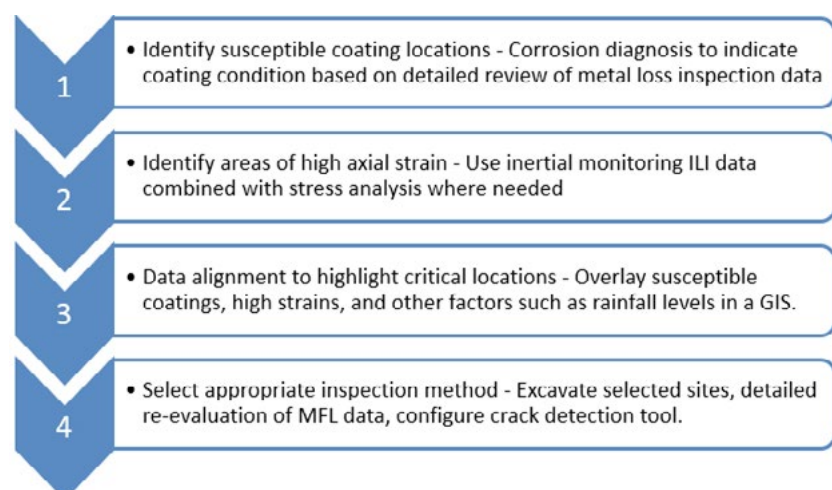 1
• Identify susceptible coating locations - Corrosion diagnosis to indicate
coating condition based on detailed review of metal loss inspection data
2
• Identify areas of high axial strain - Use inertial monitoring ILI data
combined with stress analysis where needed
3
• Data alignment to highlight critical locations - Overlay susceptible
coatings, high strains, and other factors such as rainfall levels in a GIS.
4
• Select appropriate inspection method - Excavate selected sites, detailed
re-evaluation of MFL data, configure crack detection tool.